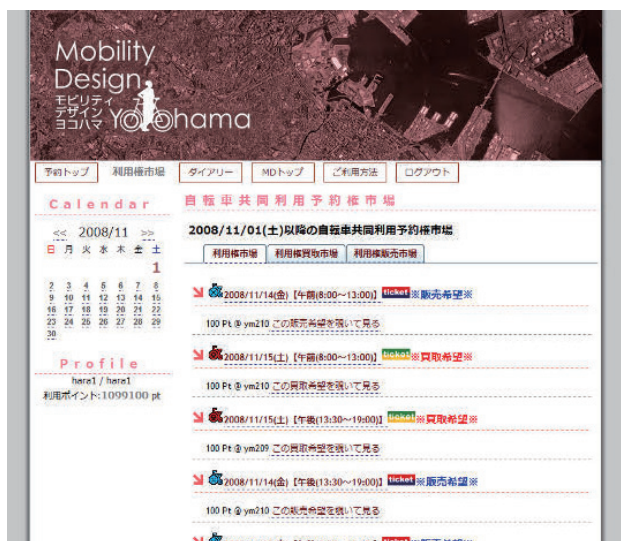 Mobility
Design
モビリティ
デザイン
ヨコハマ Yokohama
予約トップ 利用権市場 ダイアリー MDトップ ご利用方法 ログアウト
Calendar
<< 2008/11 >>
日 月 火 水 木 金 土
1
2 3 4 5 6 7 8
9 10 11 12 13 14 15
16 17 18 19 20 21 22
23 24 25 26 27 28 29
30
Profile
hara1 / hara1
利用ポイント:1099100 pt
自転車共同利用予約権市場
2008/11/01(土)以降の自転車共同利用予約権市場
利用権市場 利用権買取市場 利用権販売市場
2008/11/14(金)【午前(8:00~13:00)】 ticket ※販売希望※
100 Pt @ ym210 この販売希望を覗いて見る
2008/11/15(土)【午前(8:00~13:00)】 ticket ※買取希望※
100 Pt @ ym210 この買取希望を覗いて見る
2008/11/15(土)【午後(13:30~19:00)】 ticket ※買取希望※
100 Pt @ ym209 この買取希望を覗いて見る
2008/11/14(金)【午後(13:30~19:00)】 ticket ※販売希望※
100 Pt @ ym210 この販売希望を覗いて見る